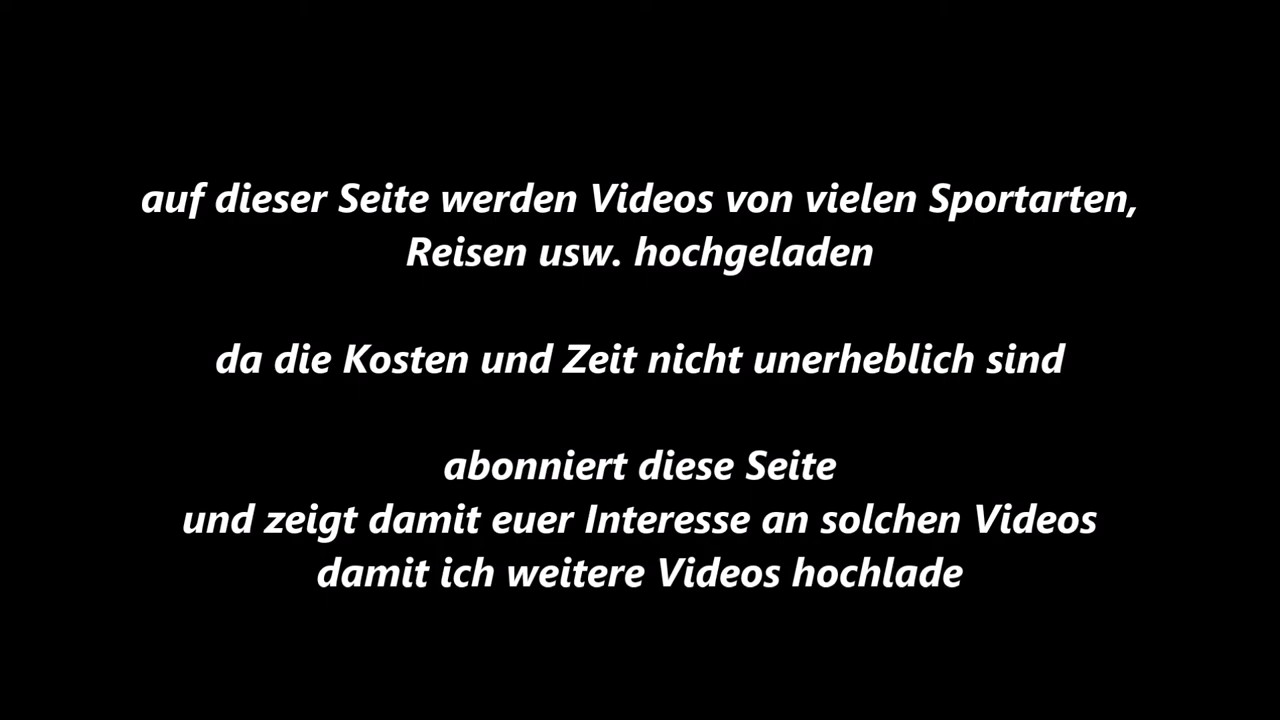 auf dieser Seite werden Videos von vielen Sportarten,
Reisen usw. hochgeladen
da die Kosten und Zeit nicht unerheblich sind
abonniert diese Seite
und zeigt damit euer Interesse an solchen Videos
damit ich weitere Videos hochlade